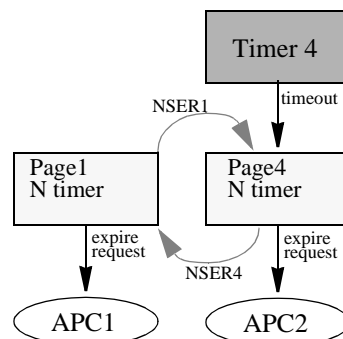 Timer 4
timeout
NSER1
Page1
N timer
Page4
N timer
expire
request
NSER4
expire
request
APC1
APC2